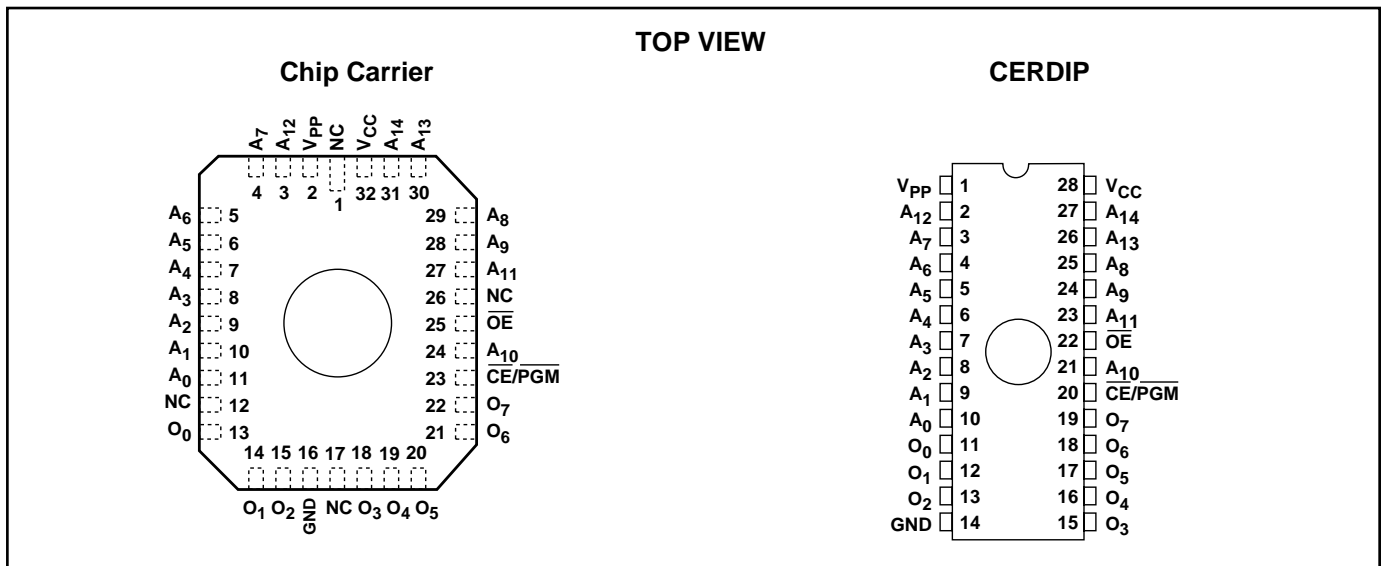 TOP VIEW
Chip Carrier
A7 A12 VPP NC VCC A14 A13
4 3 2 1 32 31 30
A6 5 29 A8
A5 6 28 A9
A4 7 27 A11
A3 8 26 NC
A2 9 25 OE
A1 10 24 A10
A0 11 23 CE/PGM
NC 12 22 O7
O0 13 21 O6
14 15 16 17 18 19 20
O1 O2 GND NC O3 O4 O5
CERDIP
VPP 1 28 VCC
A12 2 27 A14
A7 3 26 A13
A6 4 25 A8
A5 5 24 A9
A4 6 23 A11
A3 7 22 OE
A2 8 21 A10
A1 9 20 CE/PGM
A0 10 19 O7
O0 11 18 O6
O1 12 17 O5
O2 13 16 O4
GND 14 15 O3